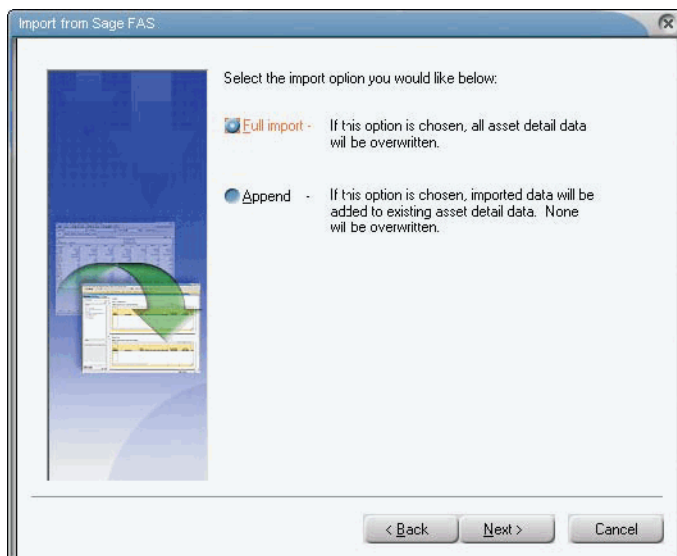 Import from Sage FAS
Select the import option you would like below:
Full import - If this option is chosen, all asset detail data
will be overwritten.
Append - If this option is chosen, imported data will be
added to existing asset detail data. None
will be overwritten.
< Back Next > Cancel